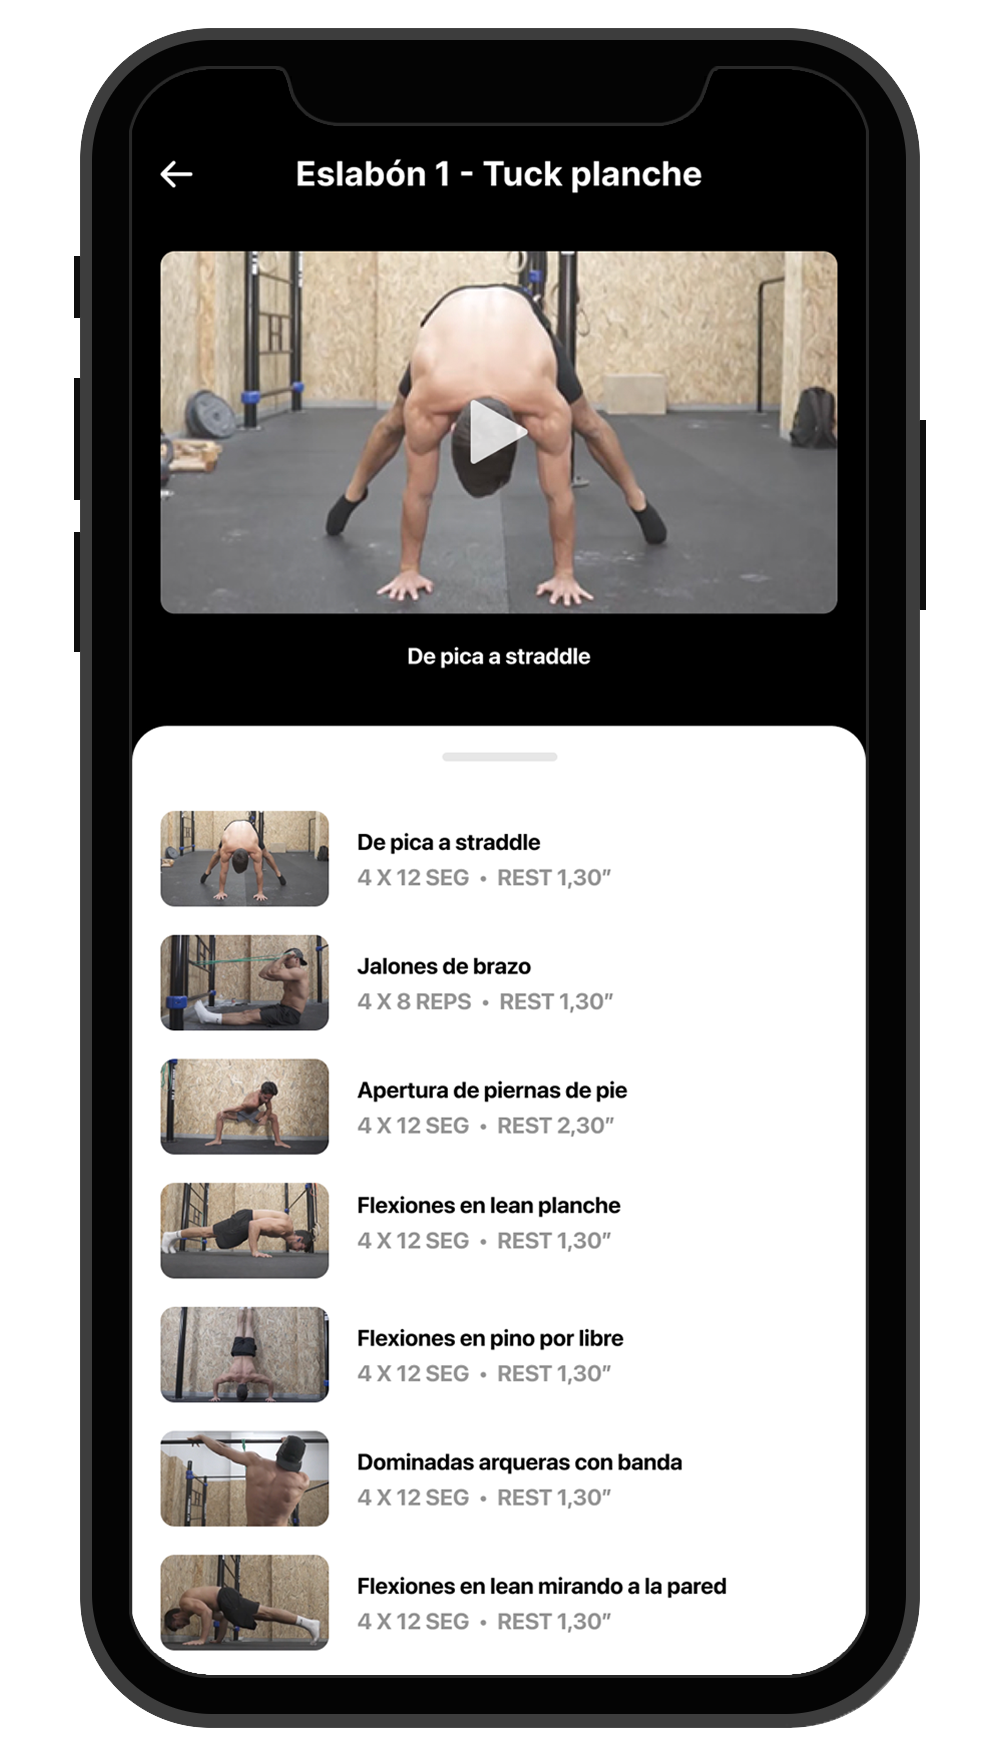 Eslabón 1 - Tuck planche
De pica a straddle
De pica a straddle
4 X 12 SEG • REST 1,30”
Jalones de brazo
4 X 8 REPS • REST 1,30”
Apertura de piernas de pie
4 X 12 SEG • REST 2,30”
Flexiones en lean planche
4 X 12 SEG • REST 1,30”
Flexiones en pino por libre
4 X 12 SEG • REST 1,30”
Dominadas arqueras con banda
4 X 12 SEG • REST 1,30”
Flexiones en lean mirando a la pared
4 X 12 SEG • REST 1,30”